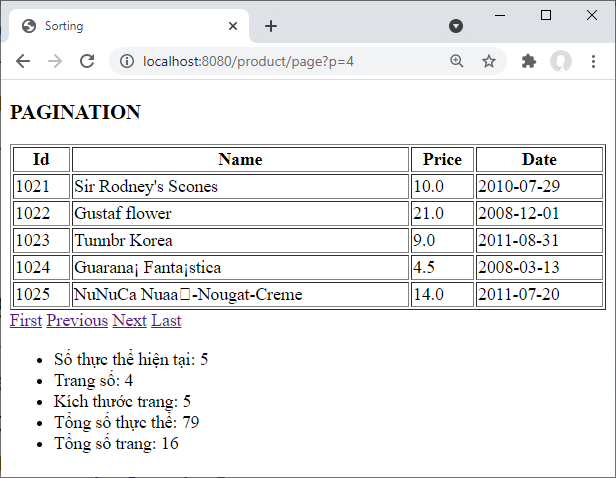 Sorting
localhost:8080/product/page?p=4
PAGINATION
Id Name Price Date
1021 Sir Rodney's Scones 10.0 2010-07-29
1022 Gustaf flower 21.0 2008-12-01
1023 Tunnbr Korea 9.0 2011-08-31
1024 Guarana¡ Fanta¡stica 4.5 2008-03-13
1025 NuNuCa Nuaa□-Nougat-Creme 14.0 2011-07-20
First Previous Next Last
Số thực thể hiện tại: 5
Trang số: 4
Kích thước trang: 5
Tổng số thực thể: 79
Tổng số trang: 16